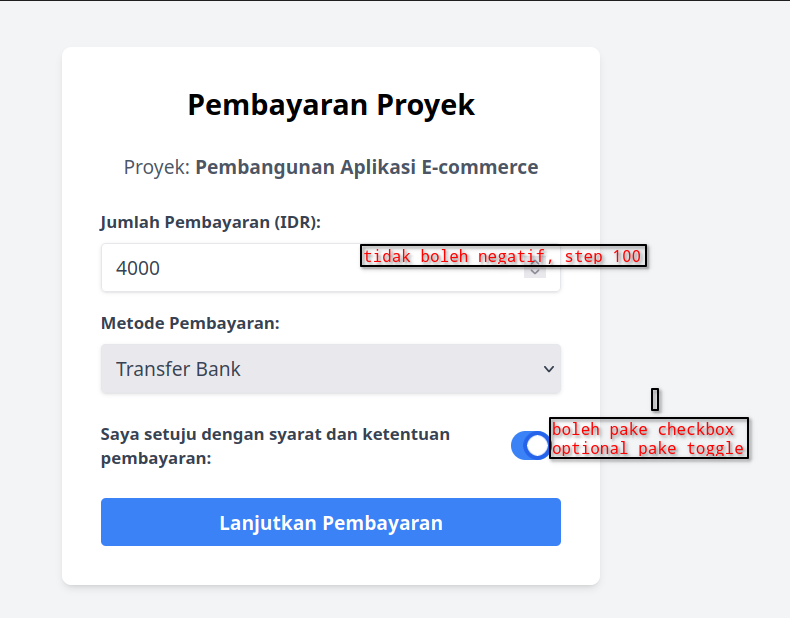 Pembayaran Proyek
Proyek: Pembangunan Aplikasi E-commerce
Jumlah Pembayaran (IDR):
4000
tidak boleh negatif, step 100
Metode Pembayaran:
Transfer Bank
Saya setuju dengan syarat dan ketentuan
pembayaran:
boleh pake checkbox
optional pake toggle
Lanjutkan Pembayaran